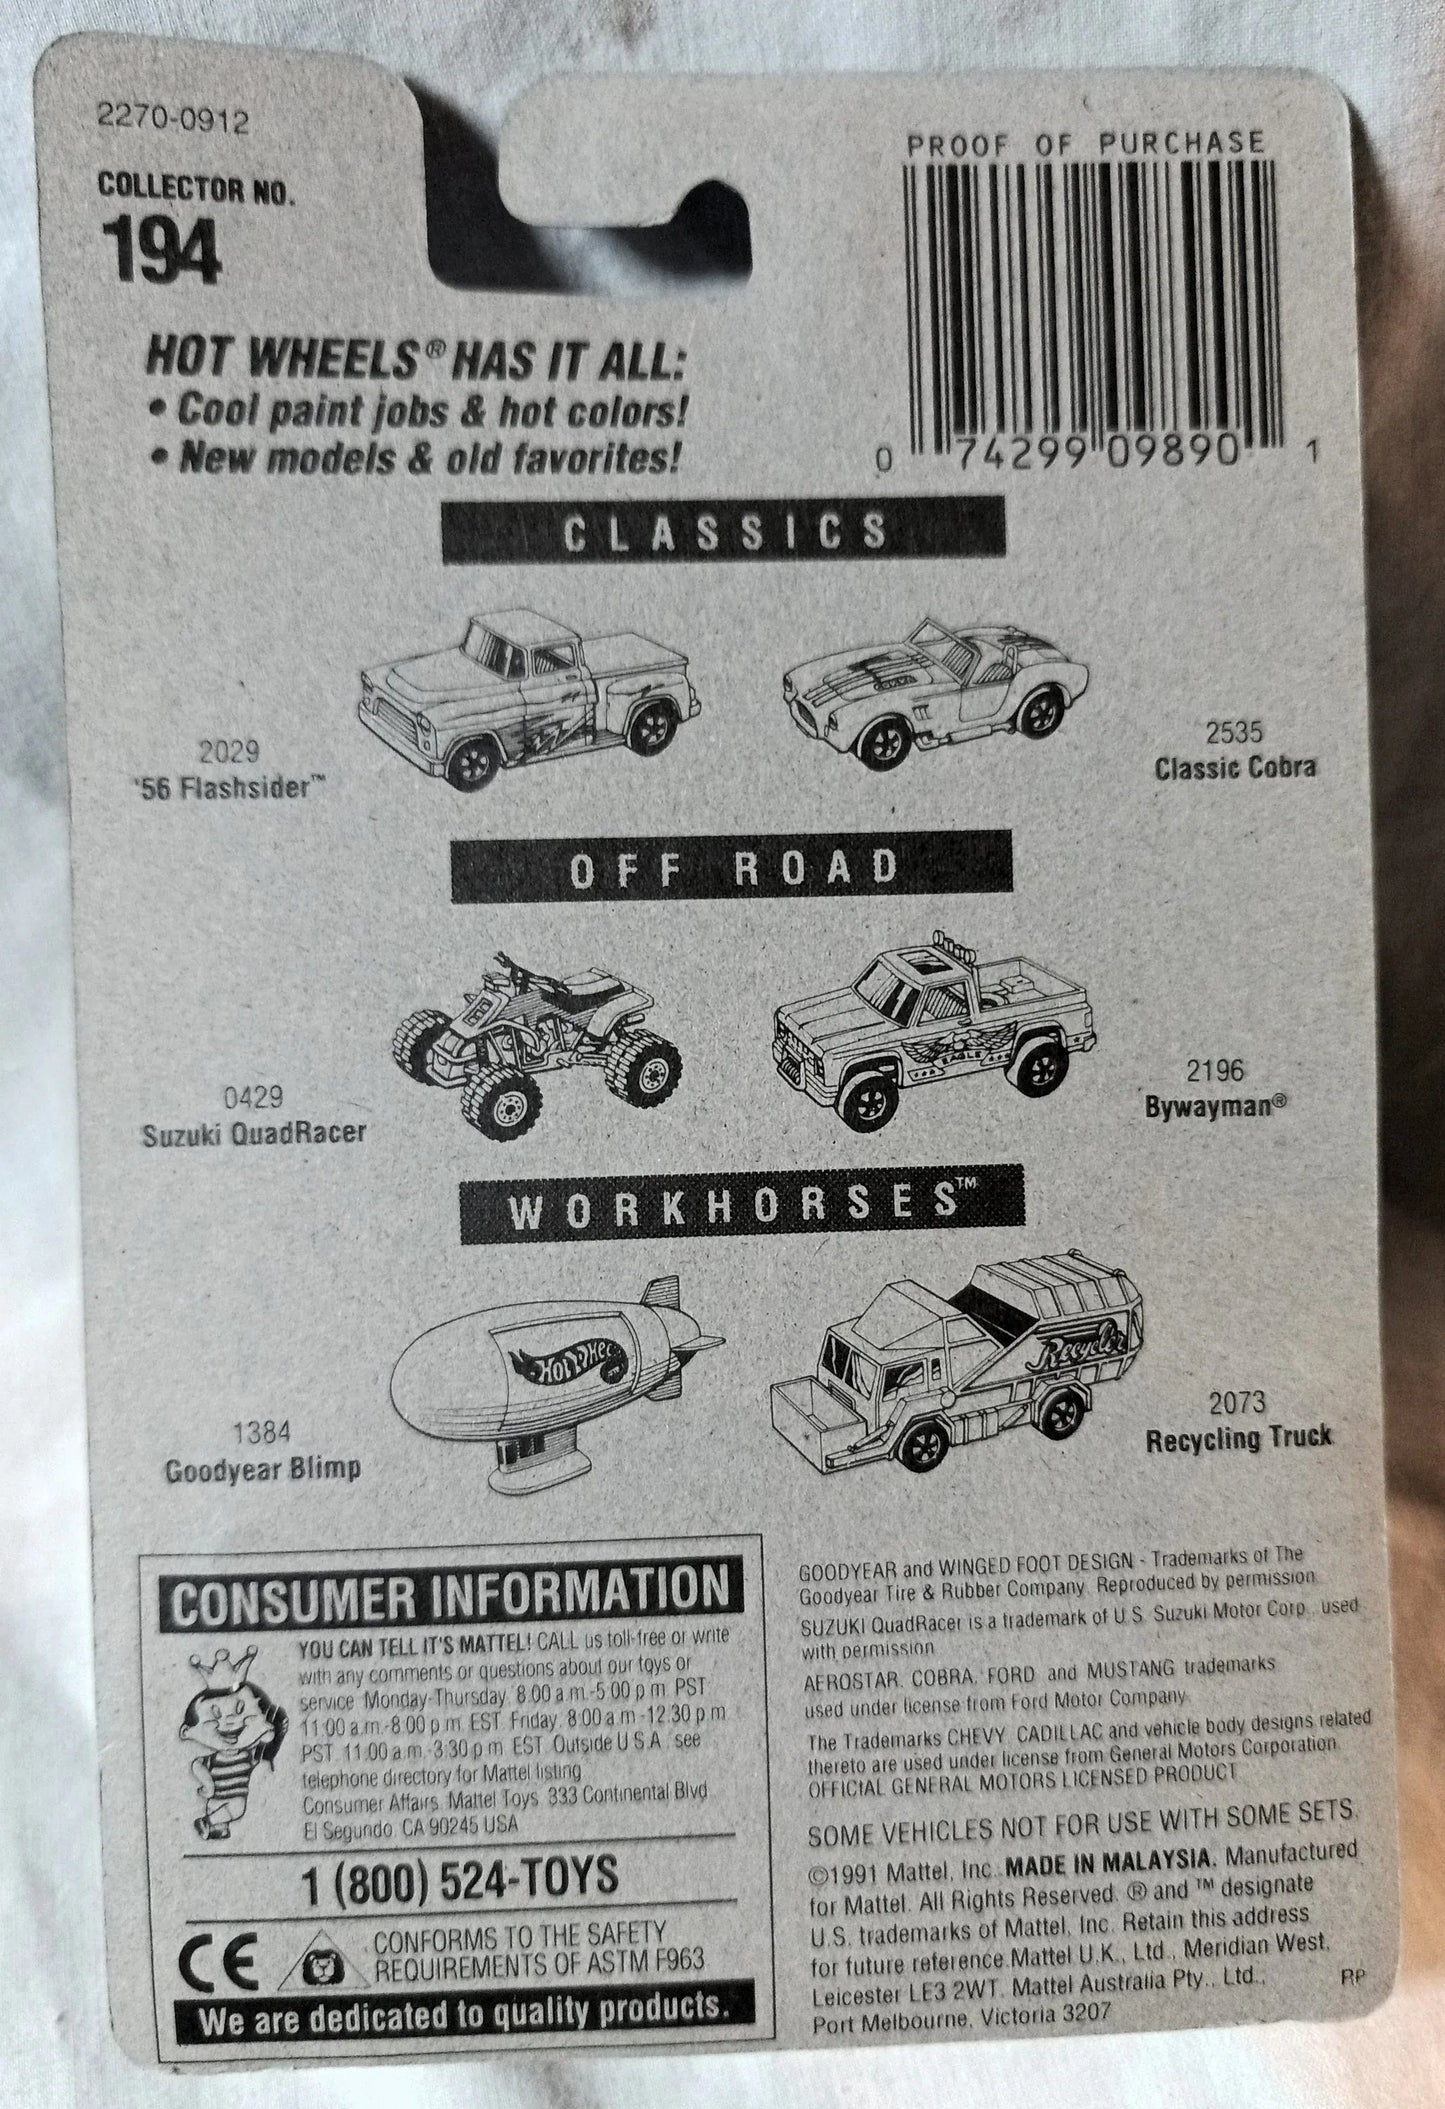 2270-0912
COLLECTOR NO.
194
PROOF OF PURCHASE
0 74299 09890 1
HOT WHEELS® HAS IT ALL:
• Cool paint jobs & hot colors!
• New models & old favorites!
CLASSICS
2029
'56 Flashsider™
2535
Classic Cobra
OFF ROAD
EAGLE
0429
Suzuki QuadRacer
2196
Bywayman®
WORKHORSES™
Recycler
1384
Goodyear Blimp
2073
Recycling Truck
CONSUMER INFORMATION
YOU CAN TELL IT'S MATTEL! CALL us toll-free or write
with any comments or questions about our toys or
service. Monday-Thursday, 8:00 a.m.-5:00 p.m. PST
11:00 a.m.-8:00 p.m. EST. Friday, 8:00 a.m.-12:30 p.m.
PST, 11:00 a.m.-3:30 p.m. EST. Outside U.S.A., see
telephone directory for Mattel listing.
Consumer Affairs, Mattel Toys, 333 Continental Blvd.
El Segundo, CA 90245 USA
1 (800) 524-TOYS
CE
CONFORMS TO THE SAFETY
REQUIREMENTS OF ASTM F963
We are dedicated to quality products.
GOODYEAR and WINGED FOOT DESIGN - Trademarks of The
Goodyear Tire & Rubber Company. Reproduced by permission.
SUZUKI QuadRacer is a trademark of U.S. Suzuki Motor Corp., used
with permission.
AEROSTAR, COBRA, FORD and MUSTANG trademarks
used under license from Ford Motor Company.
The Trademarks CHEVY, CADILLAC and vehicle body designs related
thereto are used under license from General Motors Corporation.
OFFICIAL GENERAL MOTORS LICENSED PRODUCT
SOME VEHICLES NOT FOR USE WITH SOME SETS.
©1991 Mattel, Inc. MADE IN MALAYSIA. Manufactured
for Mattel. All Rights Reserved. ® and ™ designate
U.S. trademarks of Mattel, Inc. Retain this address
for future reference: Mattel U.K., Ltd., Meridian West,
Leicester LE3 2WT. Mattel Australia Pty., Ltd.,
Port Melbourne, Victoria 3207
RP